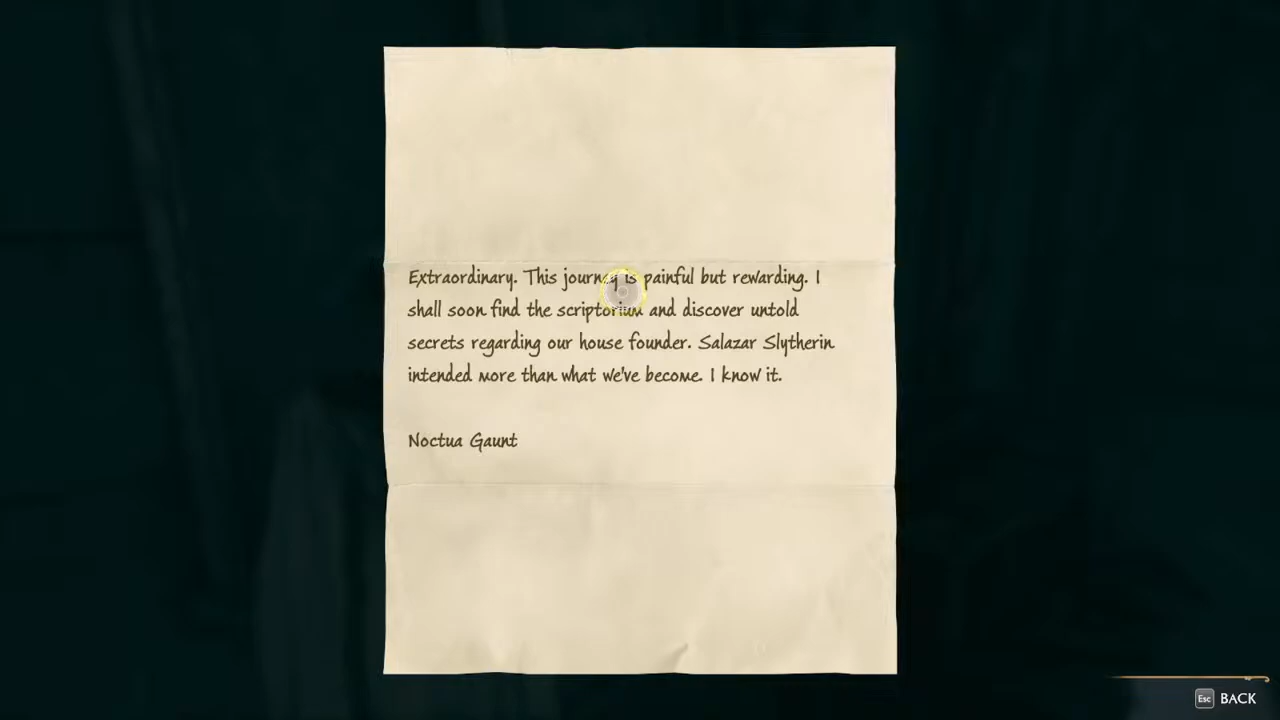 Extraordinary. This journey is painful but rewarding. I
shall soon find the scriptorium and discover untold
secrets regarding our house founder. Salazar Slytherin
intended more than what we've become. I know it.
Noctua Gaunt
Esc BACK